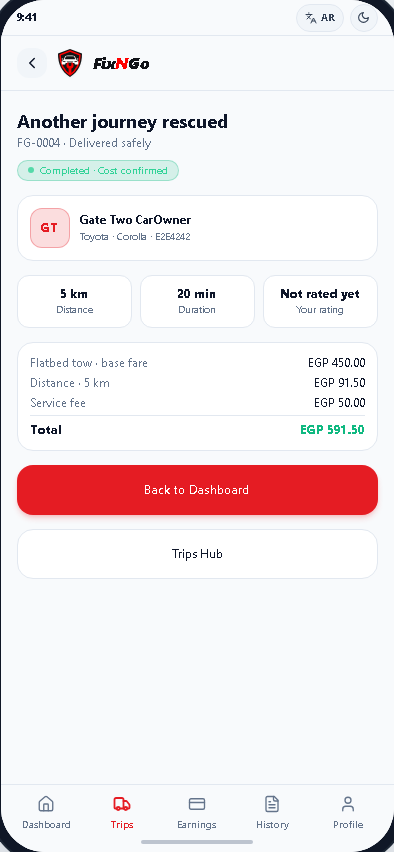 9:41
AR
FixNGo
Another journey rescued
FG-0004 · Delivered safely
Completed · Cost confirmed
GT
Gate Two CarOwner
Toyota · Corolla · E2E4242
5 km
Distance
20 min
Duration
Not rated yet
Your rating
Flatbed tow · base fare EGP 450.00
Distance · 5 km EGP 91.50
Service fee EGP 50.00
Total EGP 591.50
Back to Dashboard
Trips Hub
Dashboard Trips Earnings History Profile